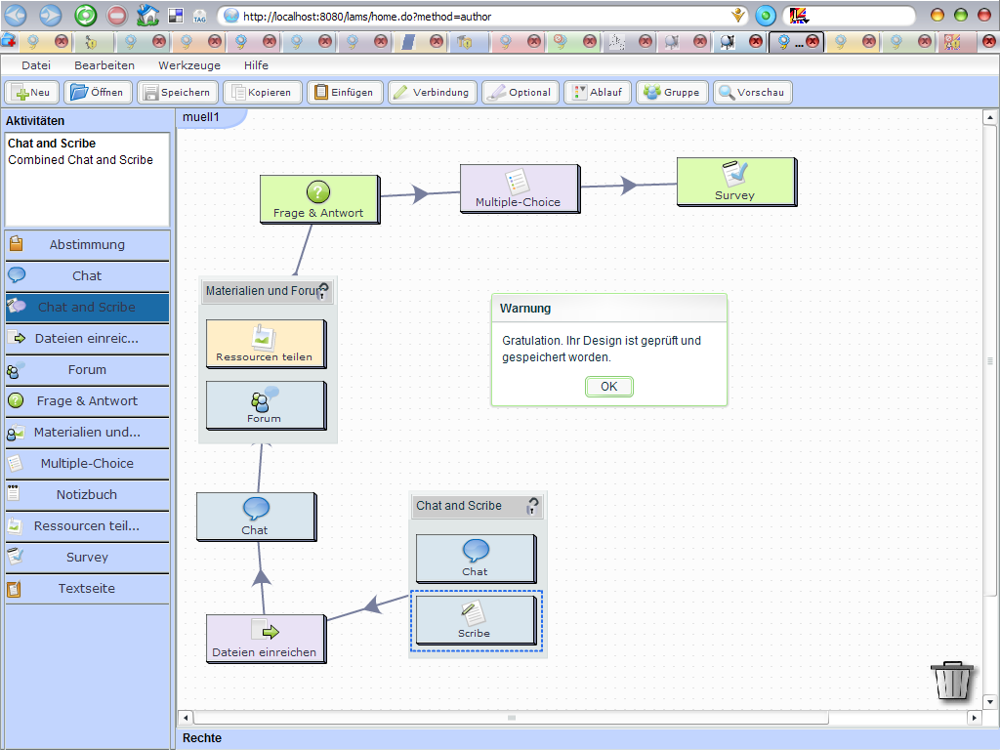 TAG
http://localhost:8080/lams/home.do?method=author
...
Datei Bearbeiten Werkzeuge Hilfe
Neu Öffnen Speichern Kopieren Einfügen Verbindung Optional Ablauf Gruppe Vorschau
Aktivitäten
Chat and Scribe
Combined Chat and Scribe
Abstimmung
Chat
Chat and Scribe
Dateien einreic...
Forum
Frage & Antwort
Materialien und...
Multiple-Choice
Notizbuch
Ressourcen teil...
Survey
Textseite
muell1
Frage & Antwort
Multiple-Choice
Survey
Materialien und Forum
Ressourcen teilen
Forum
Warnung
Gratulation. Ihr Design ist geprüft und
gespeichert worden.
OK
Chat
Chat and Scribe
Chat
Scribe
Dateien einreichen
Rechte